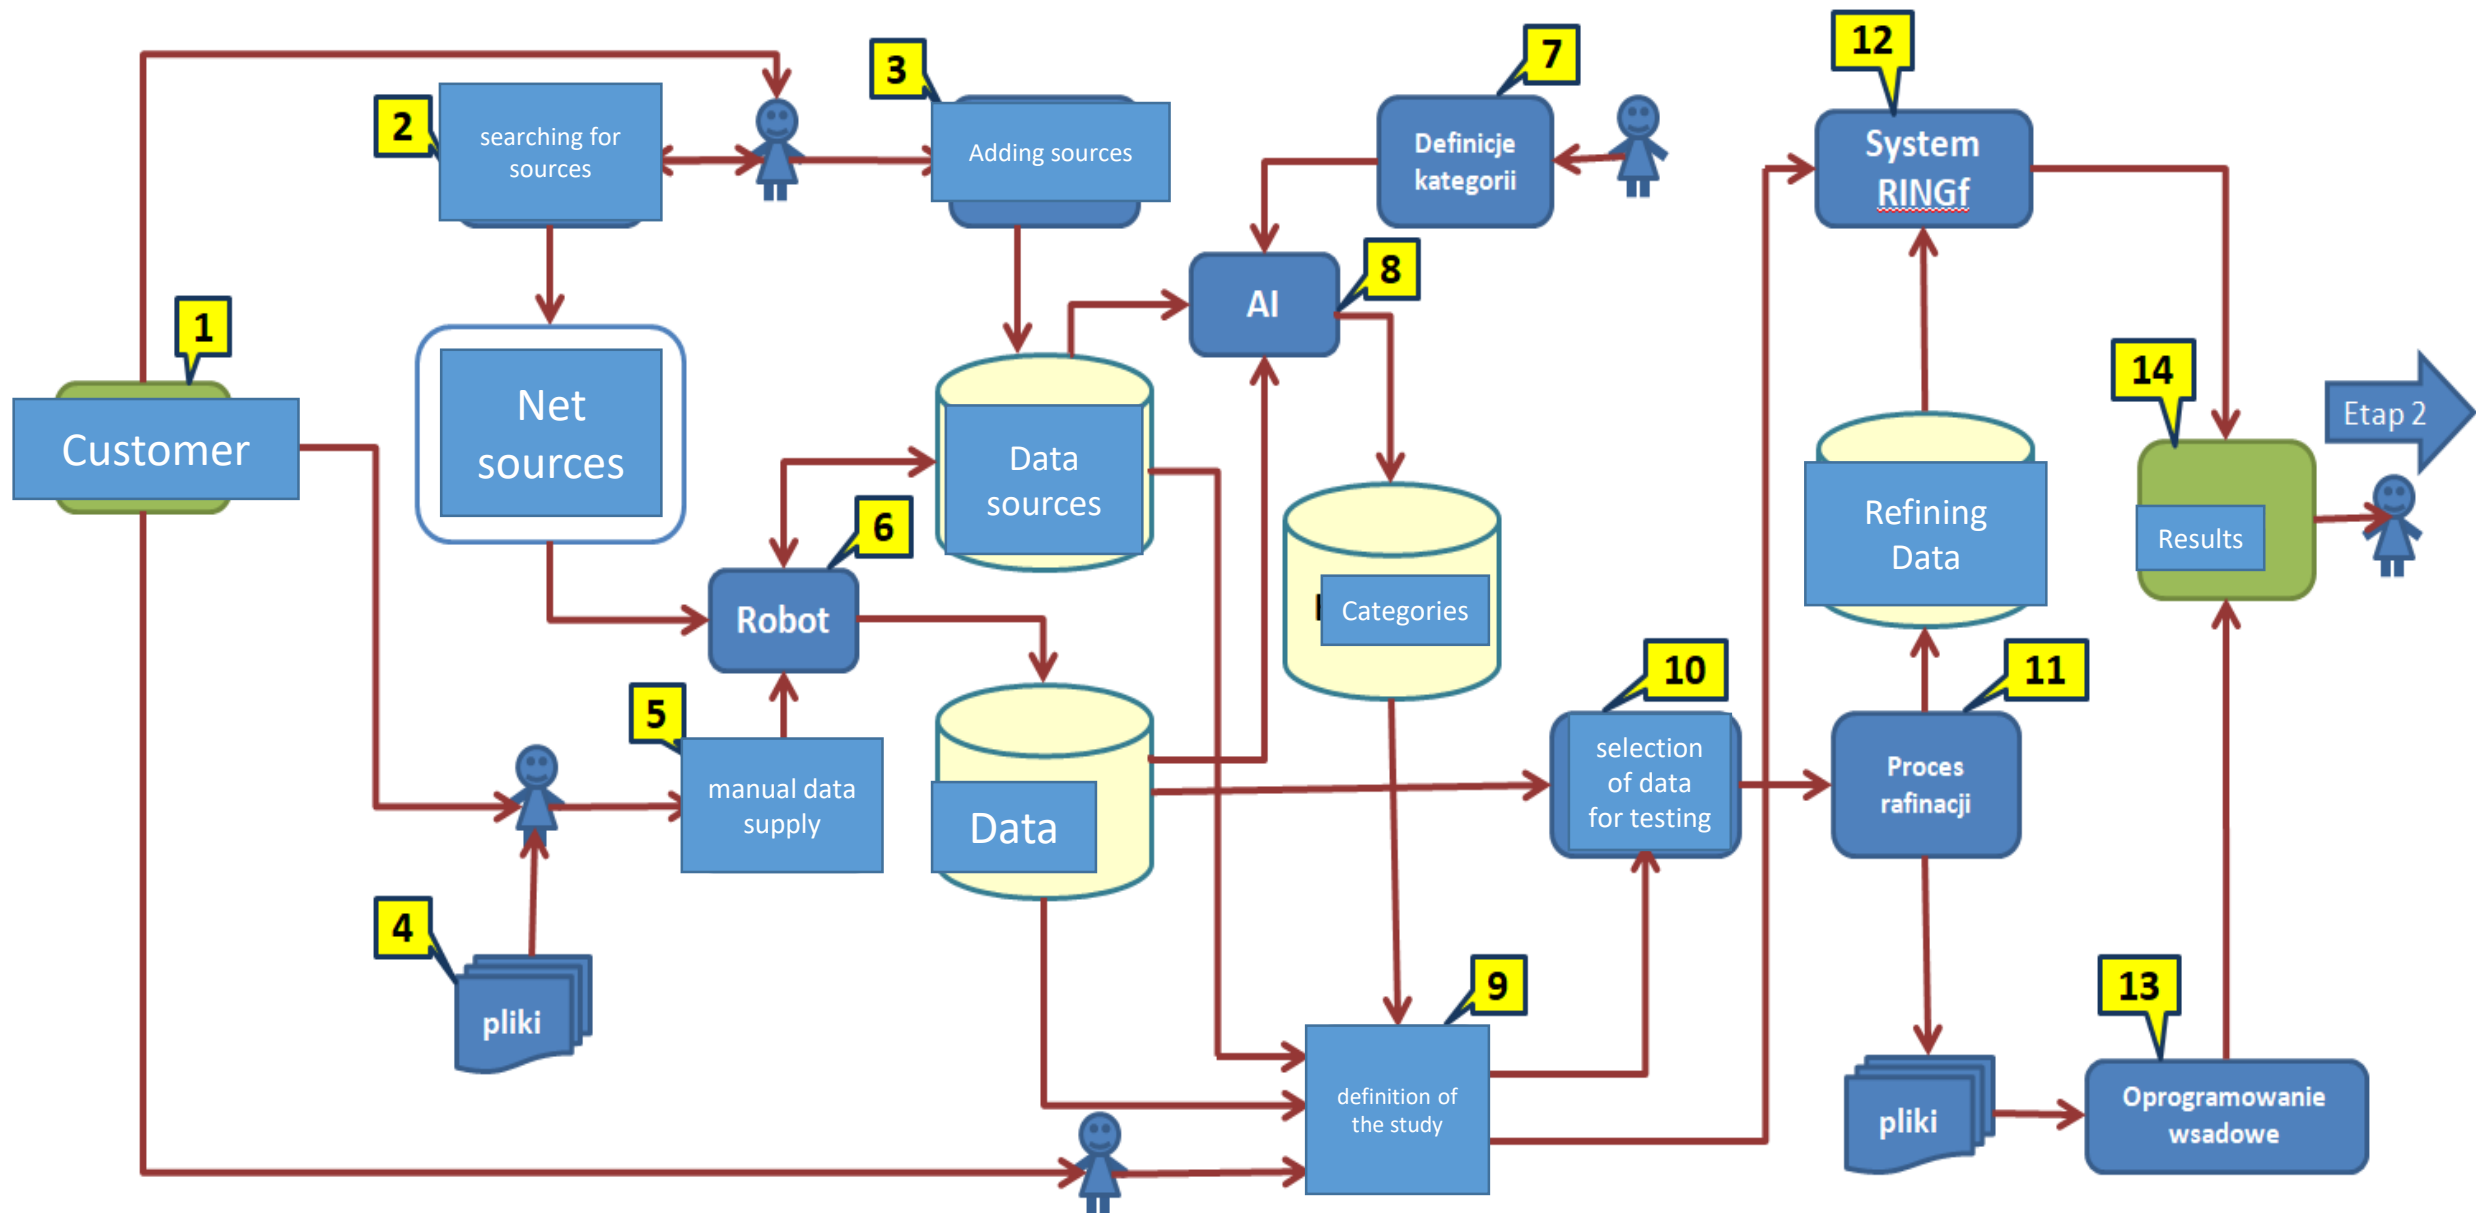 1
Customer
2
searching for
sources
3
Adding sources
Net
sources
4
pliki
5
manual data
supply
6
Robot
Data
sources
Data
7
Definicje
kategorii
8
AI
Categories
9
definition of
the study
10
selection
of data
for testing
11
Proces
rafinacji
12
System
RINGf
Refining
Data
pliki
13
Oprogramowanie
wsadowe
14
Results
Etap 2